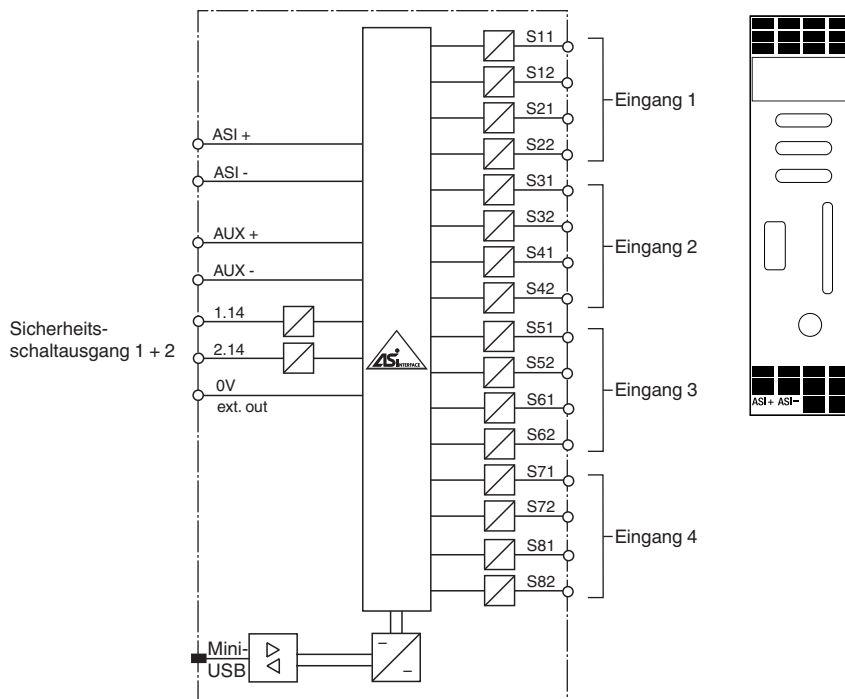 ASI +
ASI -
AUX +
AUX -
Sicherheits-
schaltausgang 1 + 2
1.14
2.14
0V
ext. out
Mini-
USB
ASi
INTERFACE
S11
S12
S21
S22
Eingang 1
S31
S32
S41
S42
Eingang 2
S51
S52
S61
S62
Eingang 3
S71
S72
S81
S82
Eingang 4
ASI+ ASI-